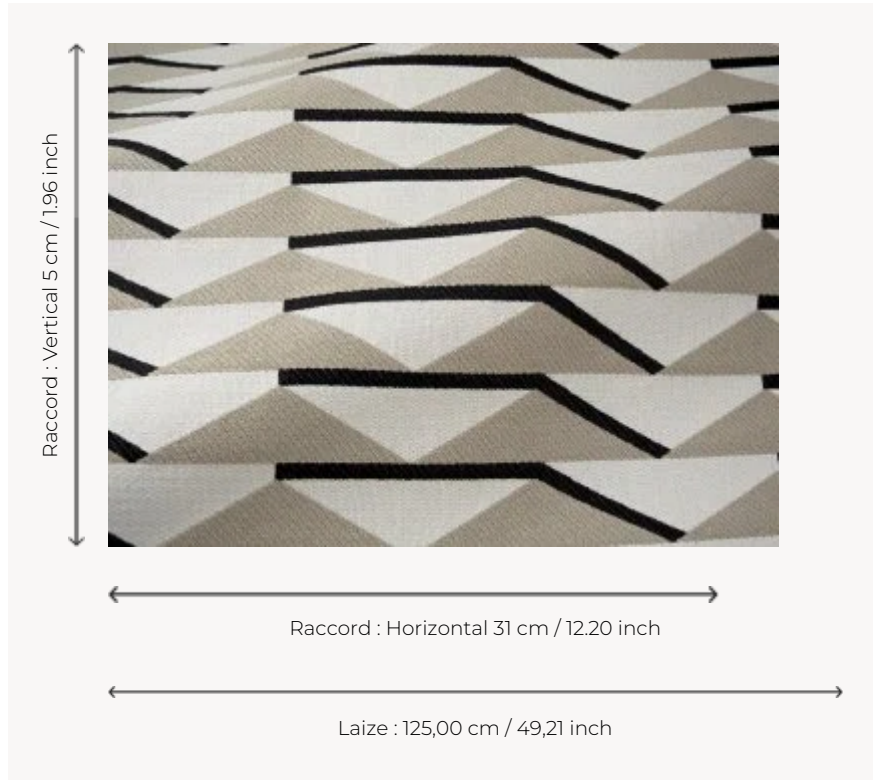 Raccord : Vertical 5 cm / 1.96 inch
Raccord : Horizontal 31 cm / 12.20 inch
Laize : 125,00 cm / 49,21 inch